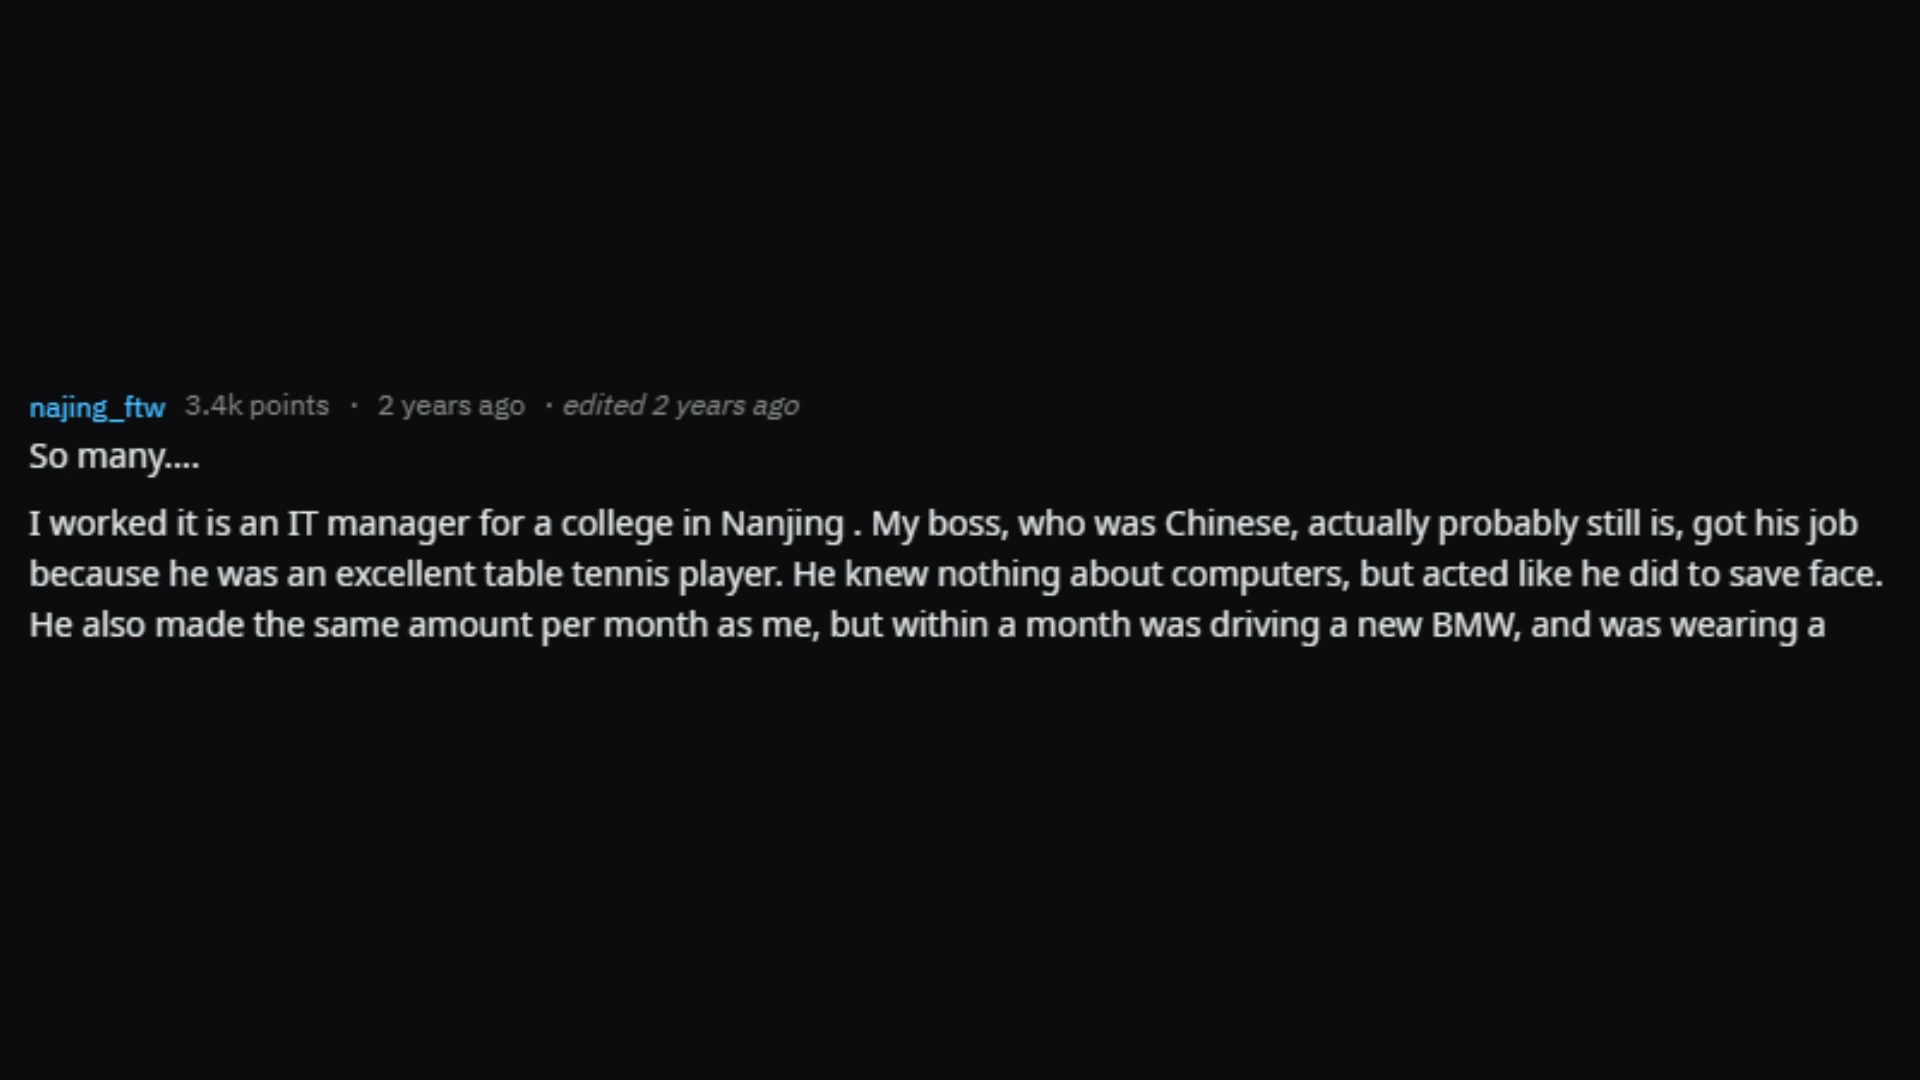 najing_ftw 3.4k points · 2 years ago · edited 2 years ago
So many....
I worked it is an IT manager for a college in Nanjing . My boss, who was Chinese, actually probably still is, got his job
because he was an excellent table tennis player. He knew nothing about computers, but acted like he did to save face.
He also made the same amount per month as me, but within a month was driving a new BMW, and was wearing a